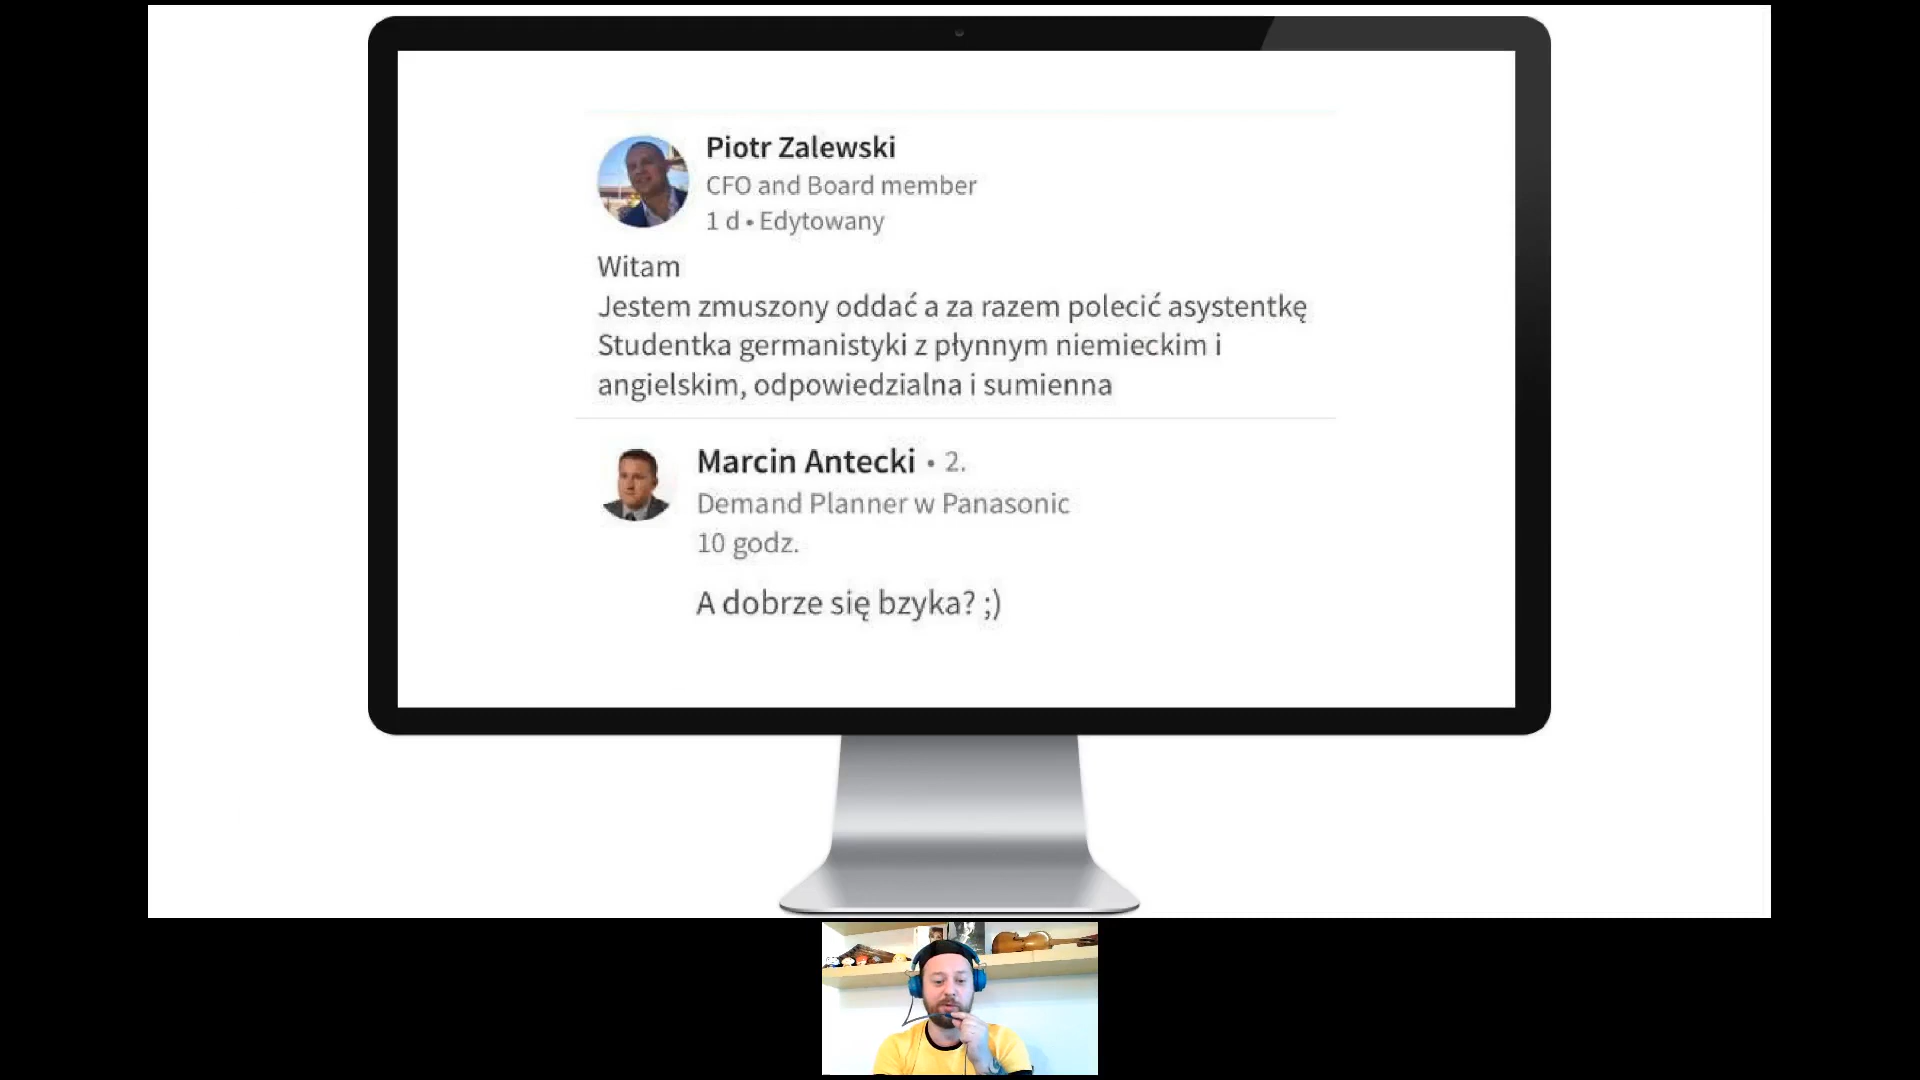 Piotr Zalewski
CFO and Board member
1 d • Edytowany
Witam
Jestem zmuszony oddać a za razem polecić asystentkę
Studentka germanistyki z płynnym niemieckim i
angielskim, odpowiedzialna i sumienna
Marcin Antecki • 2.
Demand Planner w Panasonic
10 godz.
A dobrze się bzyka? ;)